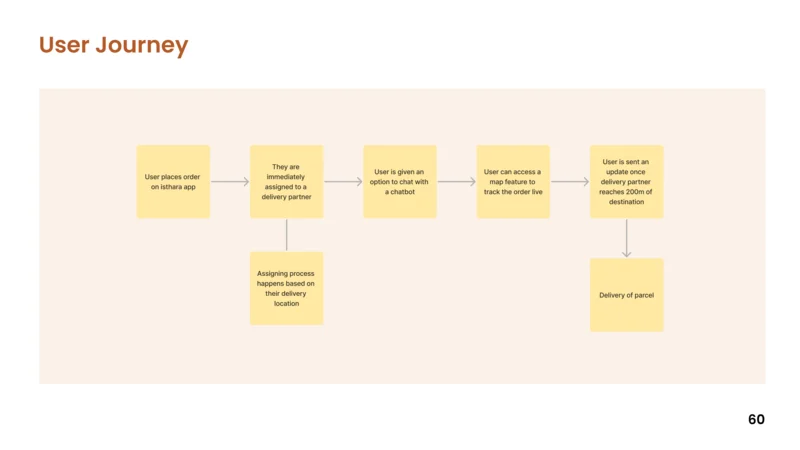 User Journey
User places order
on isthara app
They are
immediately
assigned to a
delivery partner
User is given an
option to chat with
a chatbot
User can access a
map feature to
track the order live
User is sent an
update once
delivery partner
reaches 200m of
destination
Assigning process
happens based on
their delivery
location
Delivery of parcel
60